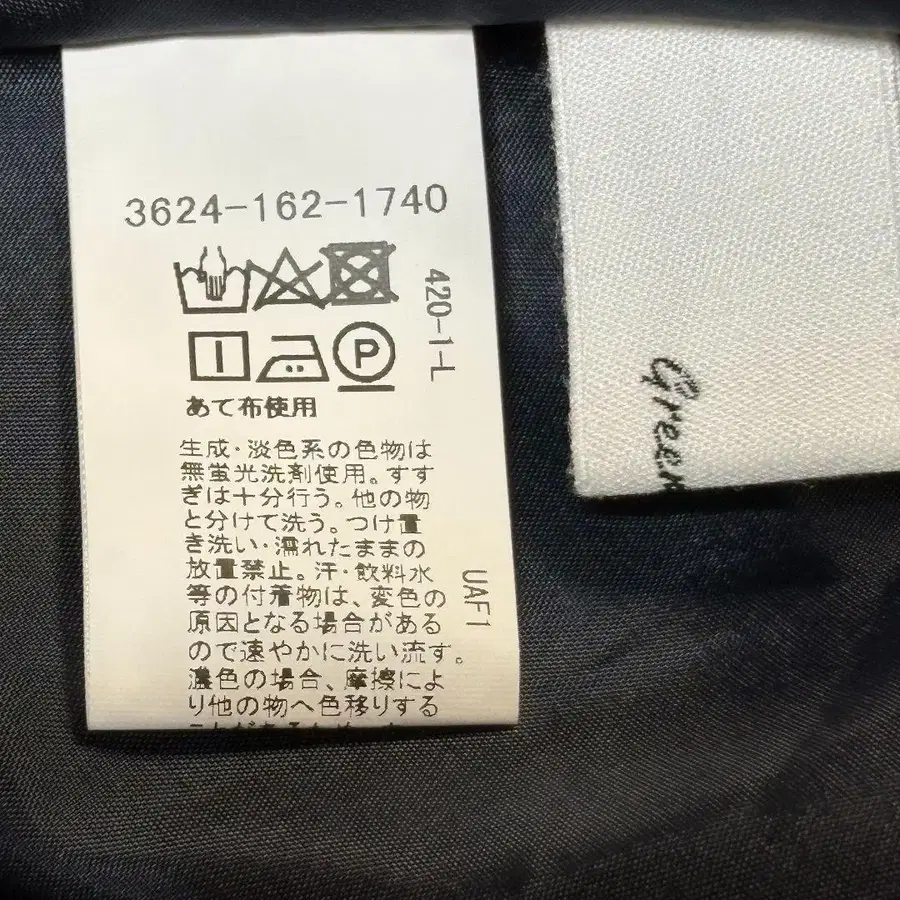 3624-162-1740
420-1-L
P
あて布使用
生成・淡色系の色物は
無蛍光洗剤使用。すす
ぎは十分行う。他の物
と分けて洗う。つけ置
き洗い・濡れたままの
放置禁止。汗・飲料水
等の付着物は、変色の
原因となる場合がある
ので速やかに洗い流す。
濃色の場合、摩擦によ
り他の物へ色移りする
UAF1
Green